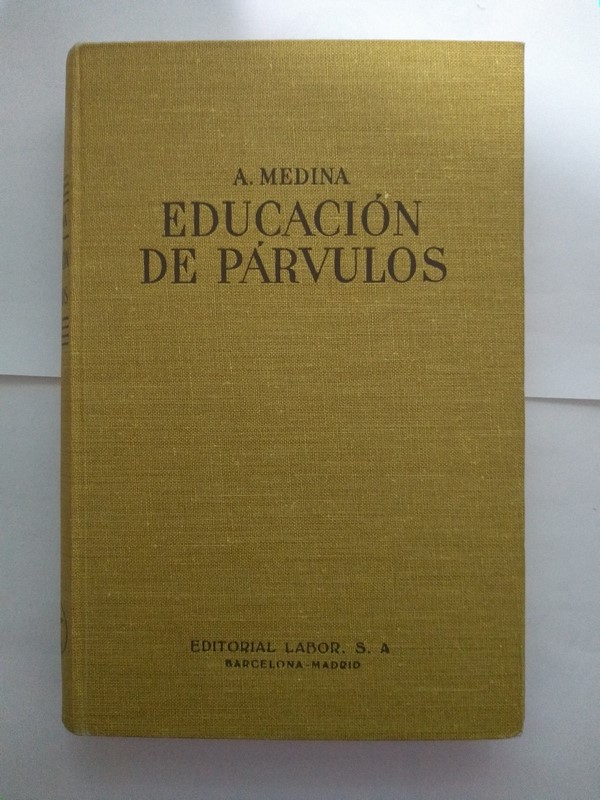 A. MEDINA
EDUCACIÓN
DE PÁRVULOS
EDITORIAL LABOR, S. A
BARCELONA-MADRID